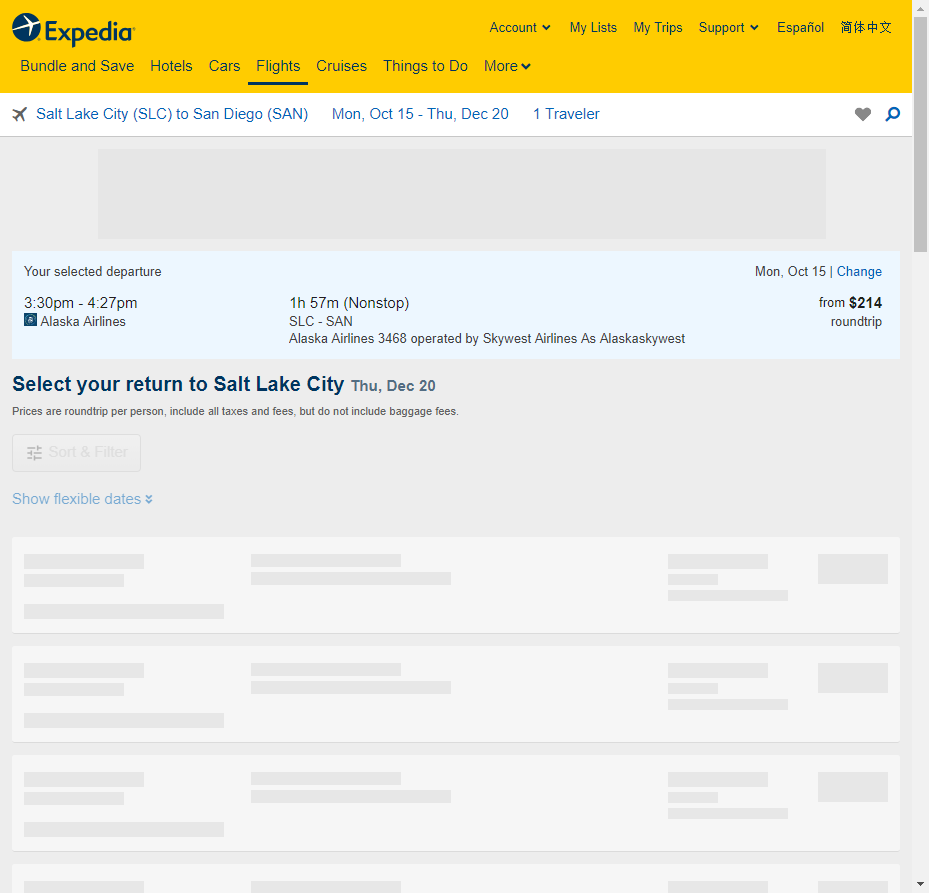 Expedia
Account
My Lists
My Trips
Support
Español
简体中文
Bundle and Save
Hotels
Cars
Flights
Cruises
Things to Do
More
Salt Lake City (SLC) to San Diego (SAN)
Mon, Oct 15 - Thu, Dec 20
1 Traveler
Your selected departure
Mon, Oct 15 | Change
3:30pm - 4:27pm
1h 57m (Nonstop)
from $214
Alaska Airlines
SLC - SAN
roundtrip
Alaska Airlines 3468 operated by Skywest Airlines As Alaskaskywest
Select your return to Salt Lake City Thu, Dec 20
Prices are roundtrip per person, include all taxes and fees, but do not include baggage fees.
Sort & Filter
Show flexible dates